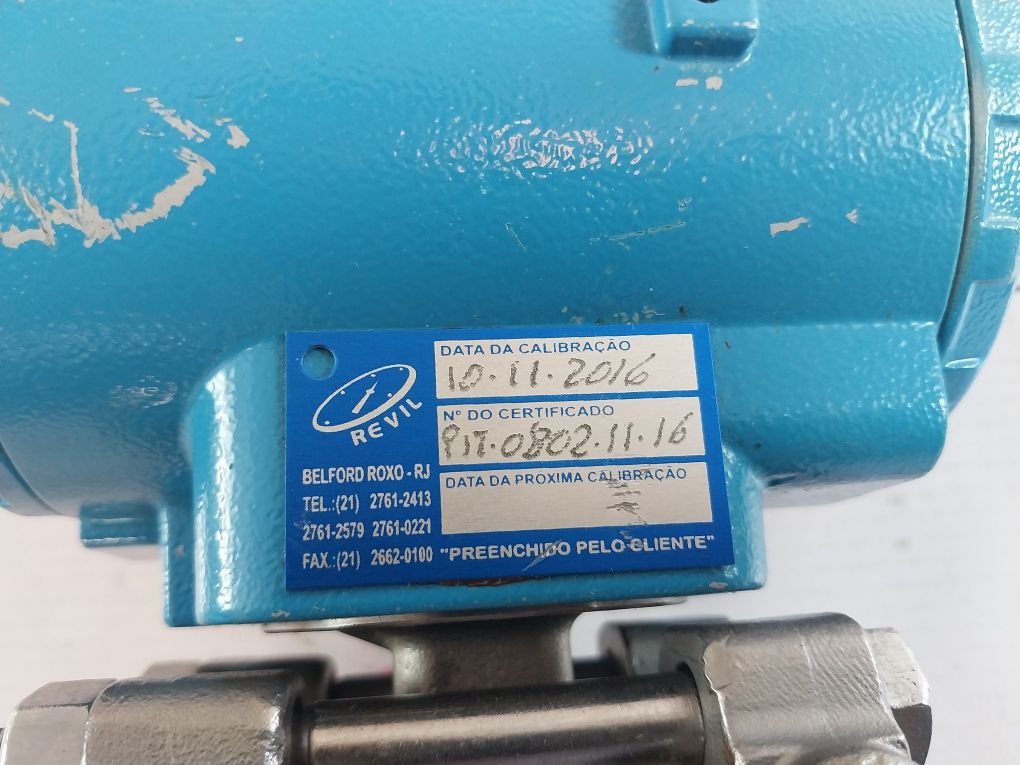 REVIL
BELFORD ROXO - RJ
TEL.:(21) 2761-2413
2761-2579 2761-0221
FAX.:(21) 2662-0100
DATA DA CALIBRAÇÃO
10.11.2016
Nº DO CERTIFICADO
PIT.0802.11.16
DATA DA PROXIMA CALIBRAÇÃO
"PREENCHIDO PELO CLIENTE"